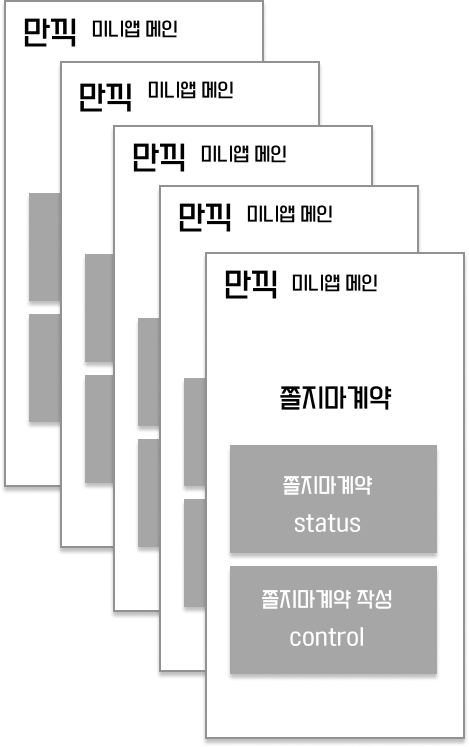 만끽 미니앱 메인
만끽 미니앱 메인
만끽 미니앱 메인
만끽 미니앱 메인
만끽 미니앱 메인
쫄지마계약
쫄지마계약
status
쫄지마계약 작성
control